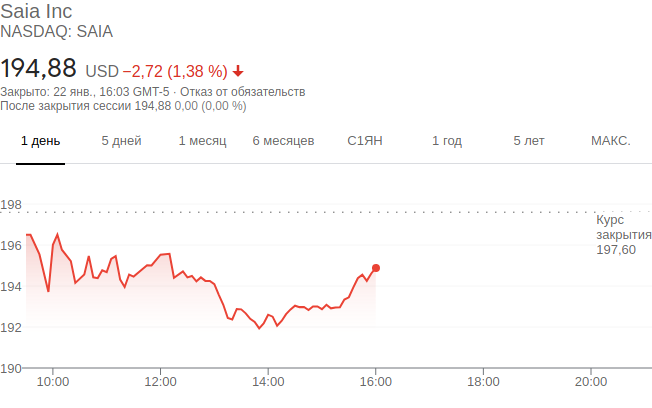 Saia Inc
NASDAQ: SAIA
194,88 USD −2,72 (1,38 %)
Закрыто: 22 янв., 16:03 GMT-5 · Отказ от обязательств
После закрытия сессии 194,88 0,00 (0,00 %)
1 день 5 дней 1 месяц 6 месяцев С1ЯН 1 год 5 лет МАКС.
198
Курс
закрытия
197,60
196
194
192
190
10:00 12:00 14:00 16:00 18:00 20:00